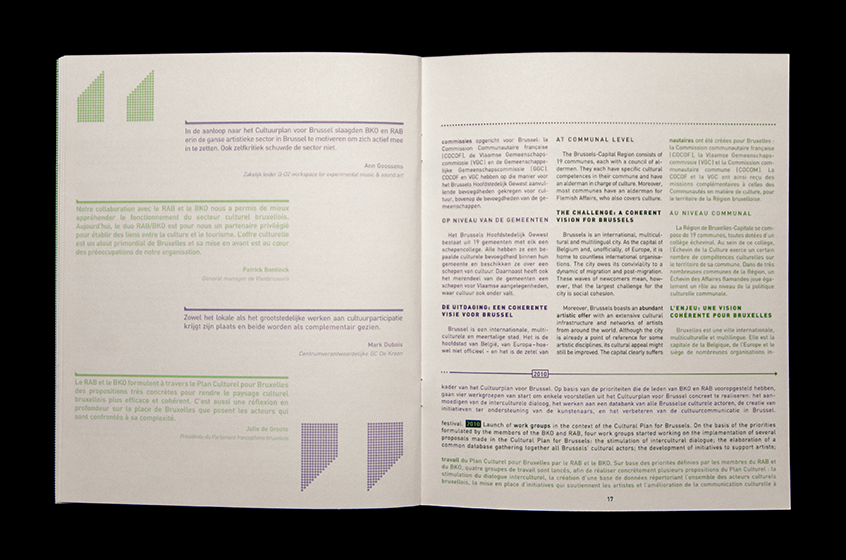 In de aanloop naar het Cultuurplan voor Brussel slaagden BKO en RAB
erin de ganse artistieke sector in Brussel te motiveren om zich actief mee
in te zetten. Ook zelfkritiek schuwde de sector niet.
Ann Goossens
Zakelijk leider Q-O2 workspace for experimental music & soundart
Notre collaboration avec le RAB et le BKO nous a permis de mieux
appréhender le fonctionnement du secteur culturel bruxellois.
Aujourd'hui, le duo RAB/BKO est pour nous un partenaire privilégié
pour établir des liens entre la culture et le tourisme. L'offre culturelle
est un atout primordial de Bruxelles et sa mise en avant est au cœur
des préoccupations de notre organisation.
Patrick Bontinck
General manager de Visitbrussels
Zowel het lokale als het grootstedelijke werken aan cultuurparticipatie
krijgt zijn plaats en beide worden als complementair gezien.
Mark Dubois
Centrumverantwoordelijke GC De Kroon
La RAB et le BKO formulent à travers le Plan Culturel pour Bruxelles
des propositions très concrètes pour rendre le paysage culturel
bruxellois plus efficace et cohérent. C'est aussi une réflexion en
profondeur sur la place de Bruxelles que posent les acteurs qui
sont confrontés à sa complexité.
Julie de Groote
Présidente du Parlement francophone Bruxellois
commissies opgericht voor Brussel: la
Commission Communautaire française
(COCOF), de Vlaamse Gemeenschaps-
commissie (VGC) en de Gemeenschappe-
lijke Gemeenschapscommissie (GGC).
COCOF en VGC hebben op die manier voor
het Brussels Hoofdstedelijk Gewest aanvul-
lende bevoegdheden gekregen voor cul-
tuur, bovenop de bevoegdheden van de ge-
meenschappen.
OP NIVEAU VAN DE GEMEENTEN
Het Brussels Hoofdstedelijk Gewest
bestaat uit 19 gemeenten met elk een
schepencollege. Alle hebben ze een be-
paalde culturele bevoegdheid binnen hun
gemeente en beschikken ze over een
schepen van cultuur. Daarnaast heeft ook
het merendeel van de gemeenten een
schepen voor Vlaamse aangelegenheden,
waar cultuur ook onder valt.
DE UITDAGING: EEN COHERENTE
VISIE VOOR BRUSSEL
Brussel is een internationale, multi-
culturele en meertalige stad. Het is de
hoofdstad van België, van Europa – hoe-
wel niet officieel – en het is de zetel van
AT COMMUNAL LEVEL
The Brussels-Capital Region consists of
19 communes, each with a council of al-
dermen. They each have specific cultural
competences in their commune and have
an alderman in charge of culture. Moreover,
most communes have an alderman for
Flemish Affairs, who also covers culture.
THE CHALLENGE: A COHERENT
VISION FOR BRUSSELS
Brussels is an international, multicul-
tural and multilingual city. As the capital of
Belgium and, unofficially, of Europe, it is
home to countless international organisa-
tions. The city owes its conviviality to a
dynamic of migration and post-migration.
These waves of newcomers mean, how-
ever, that the largest challenge for the
city is social cohesion.
Moreover, Brussels boasts an abundant
artistic offer with an extensive cultural
infrastructure and networks of artists
from around the world. Although the city
is already a point of reference for some
artistic disciplines, its cultural appeal might
still be improved. The capital clearly suffers
nautaires ont été créées pour Bruxelles :
la Commission communautaire française
(COCOF), la Vlaamse Gemeenschaps-
commissie (VGC) et la Commission com-
munautaire commune (COCOM). La
COCOF et la VGC ont ainsi reçu des
missions complémentaires à celles des
Communautés en matière de culture, pour
le territoire de la Région bruxelloise.
AU NIVEAU COMMUNAL
La Région de Bruxelles-Capitale se com-
pose de 19 communes, toutes dotées d'un
collège échevinal. Au sein de ce collège,
l'Échevin de la Culture exerce un certain
nombre de compétences culturelles sur
le territoire de sa commune. Dans de très
nombreuses communes de la Région, un
Échevin des Affaires flamandes joue éga-
lement un rôle au niveau de la politique
culturelle communale.
L'ENJEU: UNE VISION
COHÉRENTE POUR BRUXELLES
Bruxelles est une ville internationale,
multiculturelle et multilingue. Elle est la
capitale de la Belgique, de l'Europe et le
siège de nombreuses organisations in-
2010
kader van het Cultuurplan voor Brussel. Op basis van de prioriteiten die de leden van BKO en RAB vooropgesteld hebben,
gaan vier werkgroepen van start om enkele voorstellen uit het Cultuurplan voor Brussel concreet te realiseren: het aan-
moedigen van de interculturele dialoog, het werken aan een databank van alle Brusselse culturele actoren, de creatie van
initiatieven ter ondersteuning van de kunstenaars, en het verbeteren van de cultuurcommunicatie in Brussel.
festival. 2010 Launch of work groups in the context of the Cultural Plan for Brussels. On the basis of the priorities
formulated by the members of the BKO and RAB, four work groups started working on the implementation of several
proposals made in the Cultural Plan for Brussels: the stimulation of intercultural dialogue; the elaboration of a
common database gathering together all Brussels' cultural actors; the development of initiatives to support artists;
travail du Plan Culturel pour Bruxelles par le RAB et le BKO. Sur base des priorités définies par les membres du RAB et
du BKO, quatre groupes de travail sont lancés, afin de réaliser concrètement plusieurs propositions du Plan Culturel : la
stimulation du dialogue interculturel, la création d'une base de données répertoriant l'ensemble des acteurs culturels
bruxellois, la mise en place d'initiatives qui soutiennent les artistes et l'amélioration de la communication culturelle à
17